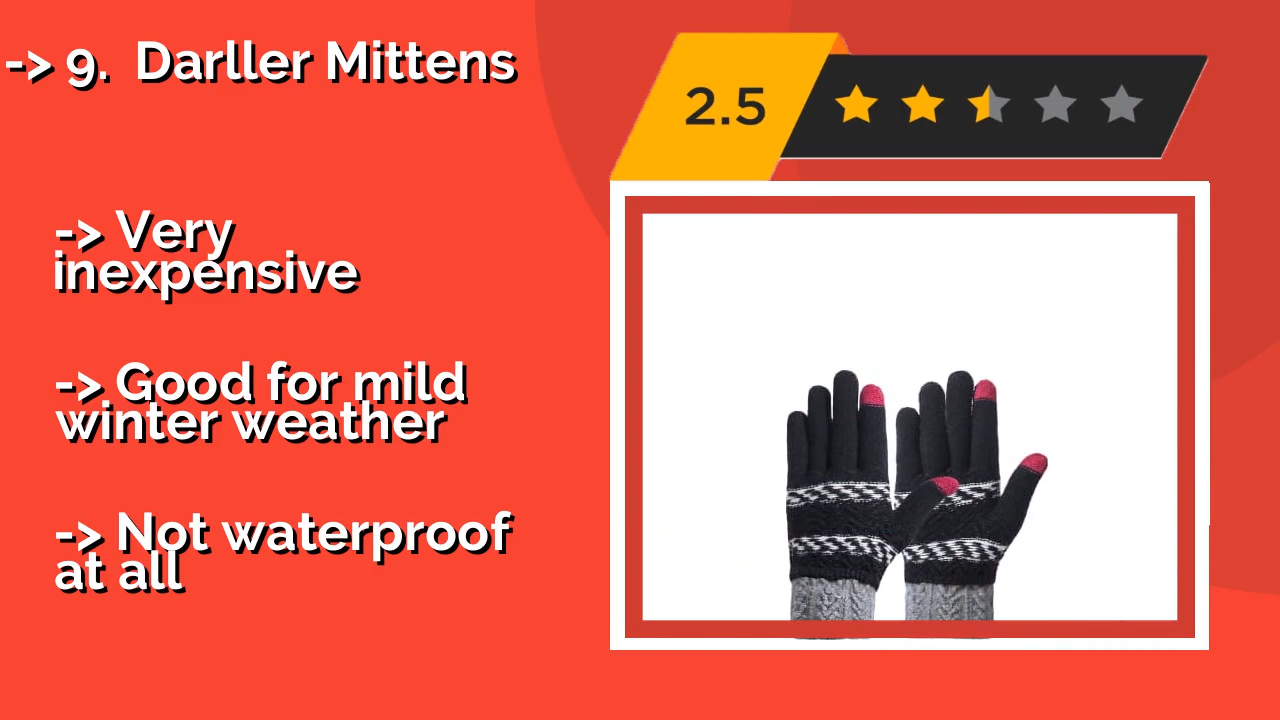 -> 9. Darller Mittens
2.5
-> Very
inexpensive
-> Good for mild
winter weather
-> Not waterproof
at all